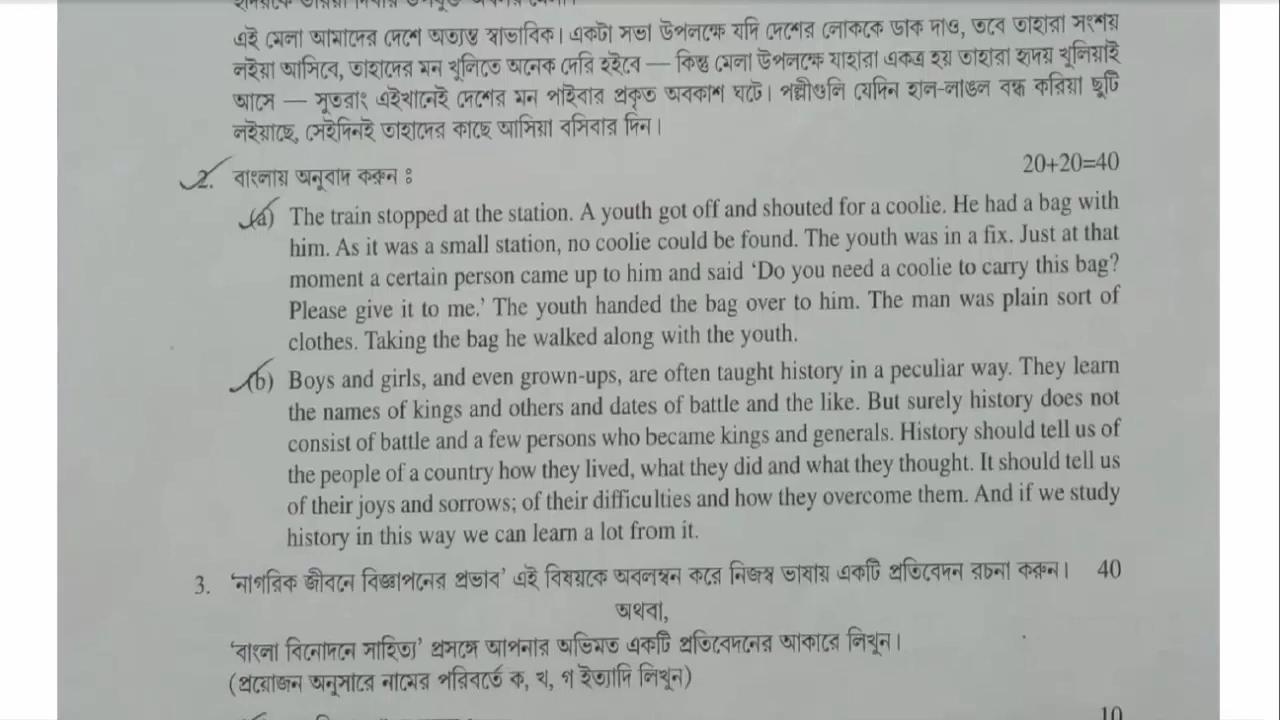 এই মেলা আমাদের দেশে অত্যন্ত স্বাভাবিক। একটা সভা উপলক্ষে যদি দেশের লোককে ডাক দাও, তবে তাহারা সংশয়
লইয়া আসিবে, তাহাদের মন খুলিতে অনেক দেরি হইবে — কিন্তু মেলা উপলক্ষে যাহারা একত্র হয় তাহারা হৃদয় খুলিয়াই
আসে — সুতরাং এইখানেই দেশের মন পাইবার প্রকৃত অবকাশ ঘটে। পল্লীগুলি যেদিন হাল-লাঙল বন্ধ করিয়া ছুটি
লইয়াছে, সেইদিনই তাহাদের কাছে আসিয়া বসিবার দিন।
2. বাংলায় অনুবাদ করুন ঃ 20+20=40
(a) The train stopped at the station. A youth got off and shouted for a coolie. He had a bag with
him. As it was a small station, no coolie could be found. The youth was in a fix. Just at that
moment a certain person came up to him and said ‘Do you need a coolie to carry this bag?
Please give it to me.’ The youth handed the bag over to him. The man was plain sort of
clothes. Taking the bag he walked along with the youth.
(b) Boys and girls, and even grown-ups, are often taught history in a peculiar way. They learn
the names of kings and others and dates of battle and the like. But surely history does not
consist of battle and a few persons who became kings and generals. History should tell us of
the people of a country how they lived, what they did and what they thought. It should tell us
of their joys and sorrows; of their difficulties and how they overcome them. And if we study
history in this way we can learn a lot from it.
3. ‘নাগরিক জীবনে বিজ্ঞাপনের প্রভাব’ এই বিষয়কে অবলম্বন করে নিজস্ব ভাষায় একটি প্রতিবেদন রচনা করুন। 40
অথবা,
‘বাংলা বিনোদনে সাহিত্য’ প্রসঙ্গে আপনার অভিমত একটি প্রতিবেদনের আকারে লিখুন।
(প্রয়োজন অনুসারে নামের পরিবর্তে ক, খ, গ ইত্যাদি লিখুন)
10